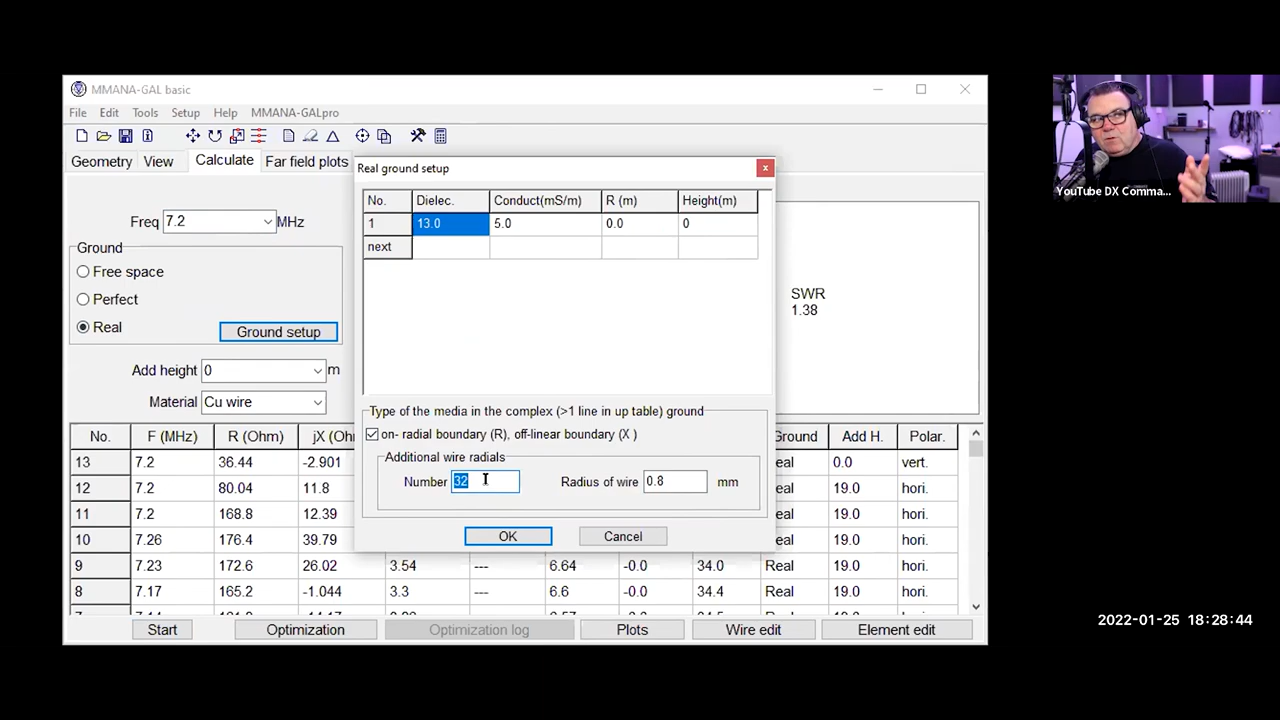 MMANA-GAL basic
File Edit Tools Setup Help MMANA-GALpro
Geometry View Calculate Far field plots
Freq 7.2 MHz
Ground
Free space
Perfect
Real Ground setup
Add height 0 m
Material Cu wire
Real ground setup
No. Dielec. Conduct(mS/m) R (m) Height(m)
1 13.0 5.0 0.0 0
next
Type of the media in the complex (>1 line in up table) ground
on- radial boundary (R), off-linear boundary (X )
Additional wire radials
Number 32 Radius of wire 0.8 mm
OK Cancel
SWR
1.38
No. F (MHz) R (Ohm) jX (Oh Ground Add H. Polar.
13 7.2 36.44 -2.901 eal 0.0 vert.
12 7.2 80.04 11.8 eal 19.0 hori.
11 7.2 168.8 12.39 eal 19.0 hori.
10 7.26 176.4 39.79 eal 19.0 hori.
9 7.23 172.6 26.02 3.54 --- 6.64 -0.0 34.0 Real 19.0 hori.
8 7.17 165.2 -1.044 3.3 --- 6.6 -0.0 34.4 Real 19.0 hori.
Start Optimization Optimization log Plots Wire edit Element edit
YouTube DX Comma...
2022-01-25 18:28:44